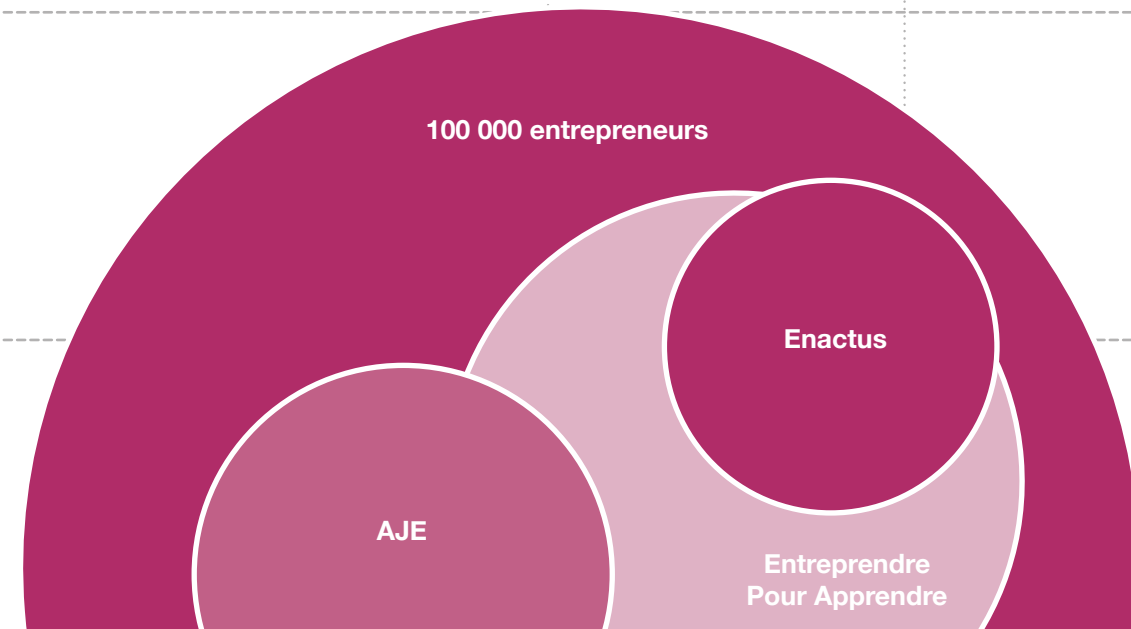 100 000 entrepreneurs
Enactus
AJE
Entreprendre
Pour Apprendre